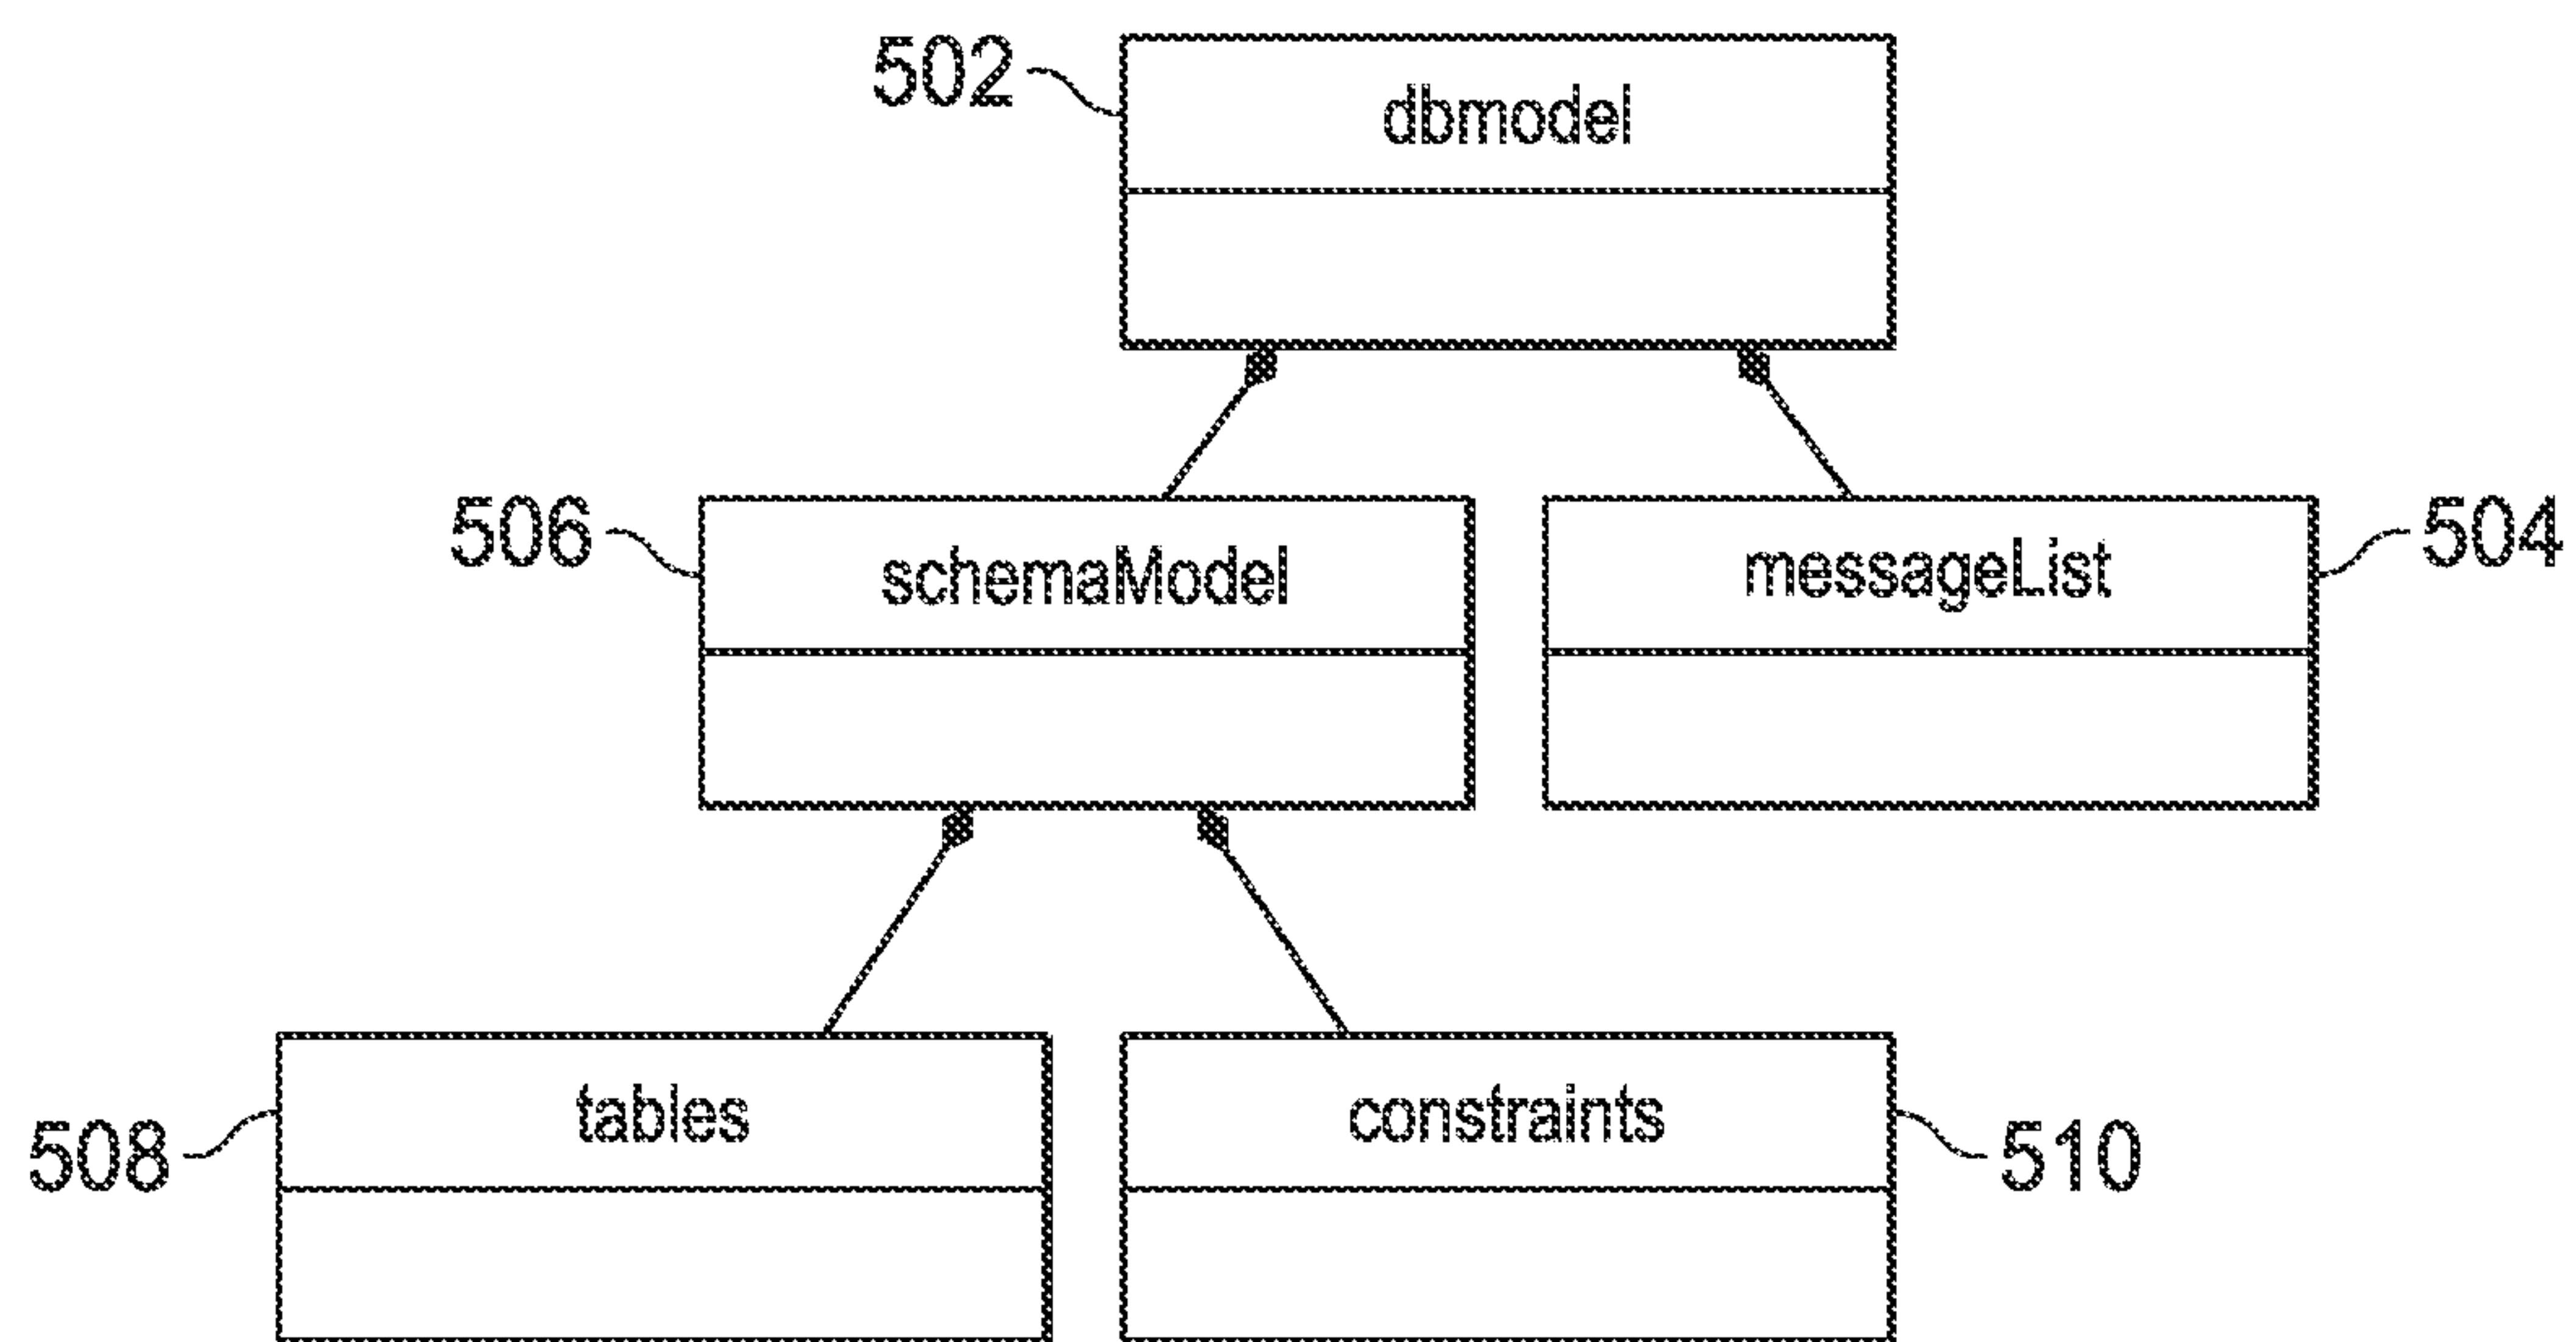 502
dbmodel
506
schemaModel
messageList
504
508
tables
constraints
510